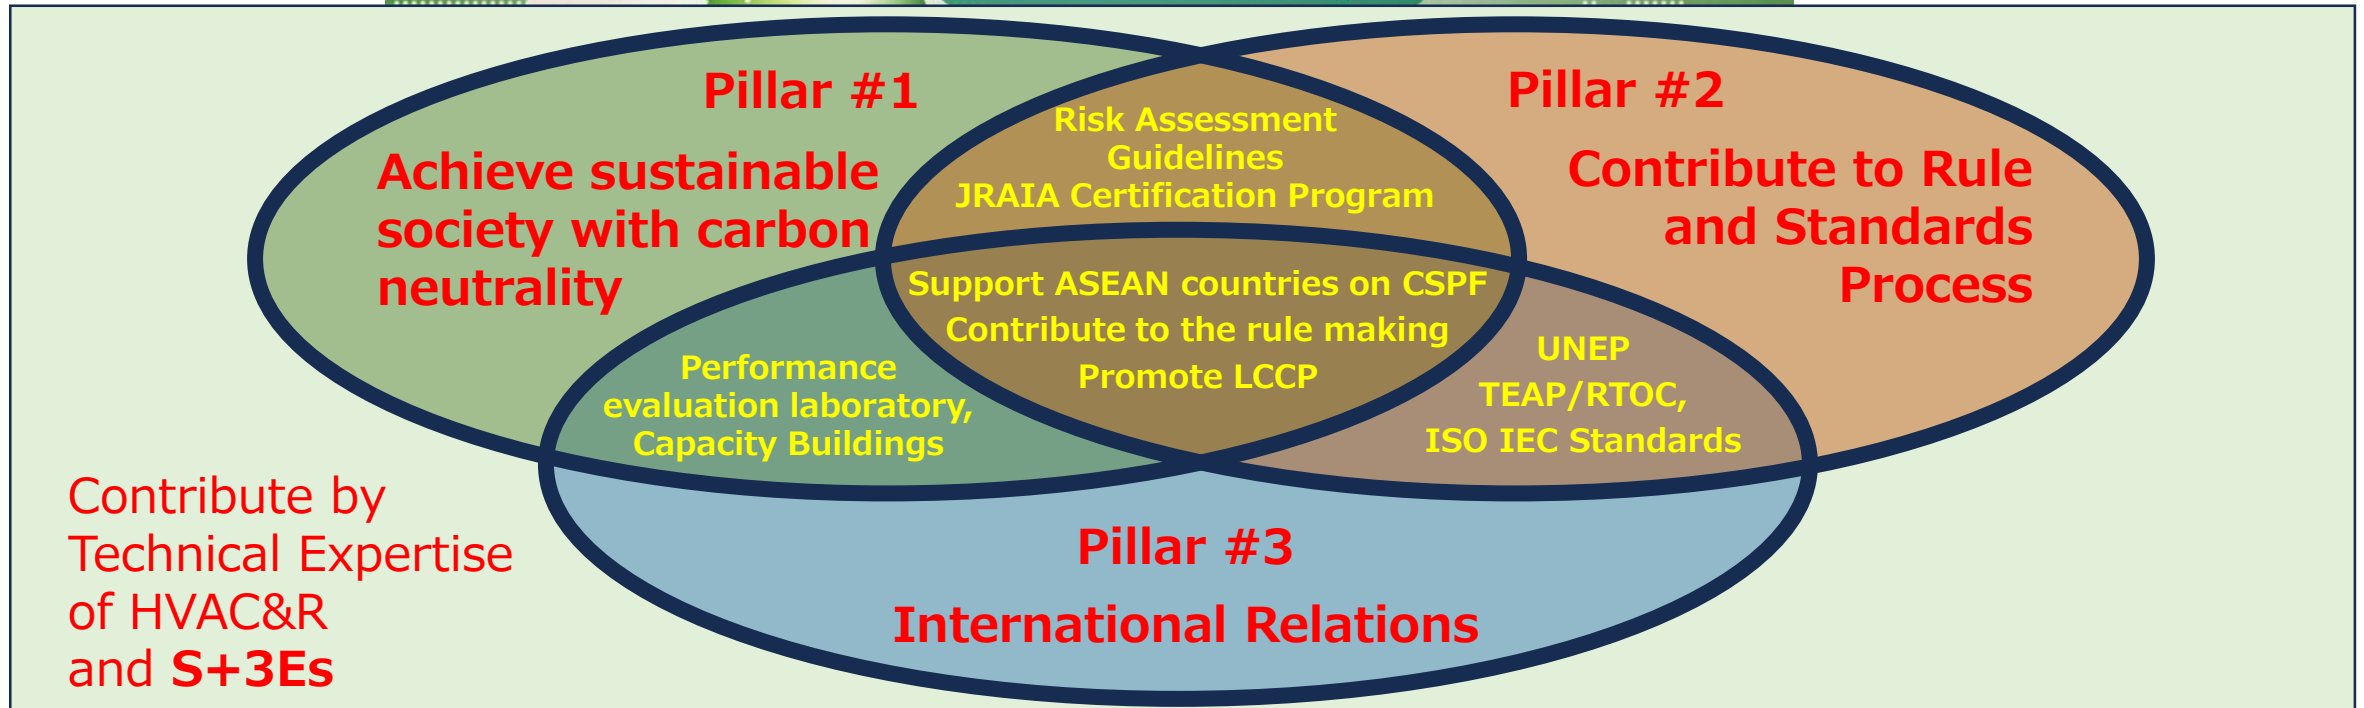 Pillar #1
Achieve sustainable
society with carbon
neutrality
Risk Assessment
Guidelines
JRAIA Certification Program
Pillar #2
Contribute to Rule
and Standards
Process
Support ASEAN countries on CSPF
Contribute to the rule making
Promote LCCP
Performance
evaluation laboratory,
Capacity Buildings
UNEP
TEAP/RTOC,
ISO IEC Standards
Pillar #3
International Relations
Contribute by
Technical Expertise
of HVAC&R
and S+3Es